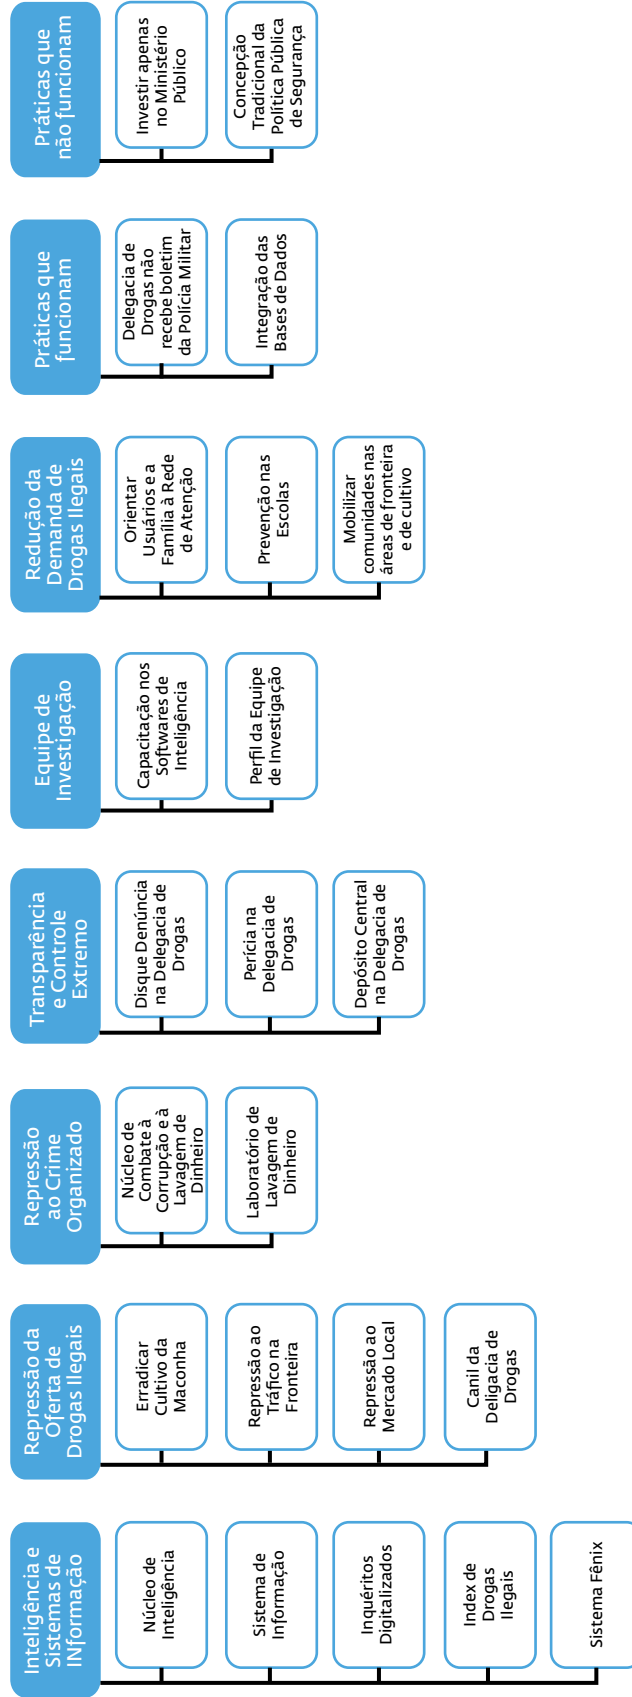 Inteligência e
Sistemas de
INformação
Núcleo de
Inteligência
Sistema de
Informação
Inquéritos
Digitalizados
Index de
Drogas
Ilegais
Sistema Fênix
Repressão da
Oferta de
Drogas Ilegais
Erradicar
Cultivo da
Maconha
Repressão ao
Tráfico na
Fronteira
Repressão ao
Mercado Local
Canil da
Deligacia de
Drogas
Repressão
ao Crime
Organizado
Núcleo de
Combate à
Corrupção e à
Lavagem de
Dinheiro
Laboratório de
Lavagem de
Dinheiro
Transparência
e Controle
Extremo
Disque Denúncia
na Delegacia de
Drogas
Perícia na
Delegacia de
Drogas
Depósito Central
na Delegacia de
Drogas
Equipe de
Investigação
Capacitação nos
Softwares de
Inteligência
Perfil da Equipe
de Investigação
Redução da
Demanda de
Drogas Ilegais
Orientar
Usuários e a
Família à Rede
de Atenção
Prevenção nas
Escolas
Mobilizar
comunidades nas
áreas de fronteira
e de cultivo
Práticas que
funcionam
Delegacia de
Drogas não
recebe boletim
da Polícia Militar
Integração das
Bases de Dados
Práticas que
não funcionam
Investir apenas
no Ministério
Público
Concepção
Tradicional da
Política Pública
de Segurança